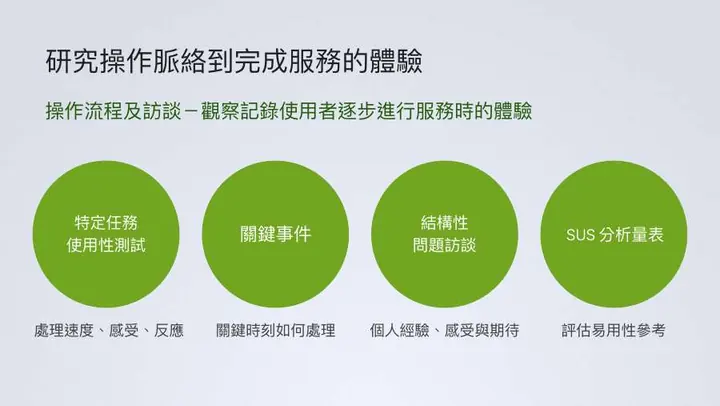 研究操作脈絡到完成服務的體驗
操作流程及訪談－觀察記錄使用者逐步進行服務時的體驗
特定任務
使用性測試
關鍵事件
結構性
問題訪談
SUS 分析量表
處理速度、感受、反應
關鍵時刻如何處理
個人經驗、感受與期待
評估易用性參考